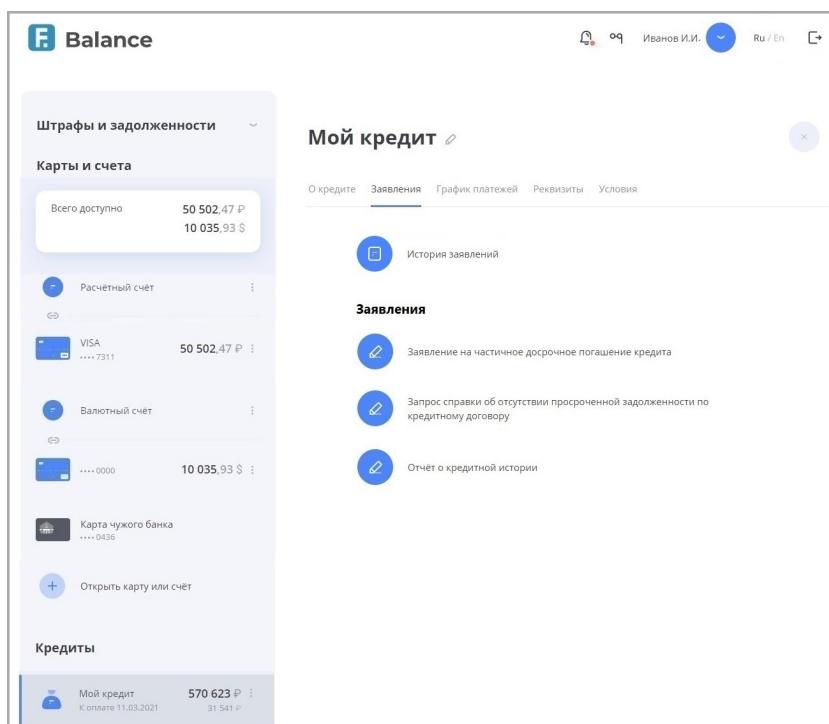 F. Balance
Иванов И.И.
Ru / En
Штрафы и задолженности
Карты и счета
Всего доступно 50 502,47 ₽
10 035,93 $
Расчётный счёт
VISA 50 502,47 ₽
•••• 7311
Валютный счёт
•••• 0000 10 035,93 $
Карта чужого банка
•••• 0436
Открыть карту или счёт
Кредиты
Мой кредит 570 623 ₽
К оплате 11.03.2021 31 541 ₽
Мой кредит
О кредите Заявления График платежей Реквизиты Условия
История заявлений
Заявления
Заявление на частичное досрочное погашение кредита
Запрос справки об отсутствии просроченной задолженности по
кредитному договору
Отчёт о кредитной истории